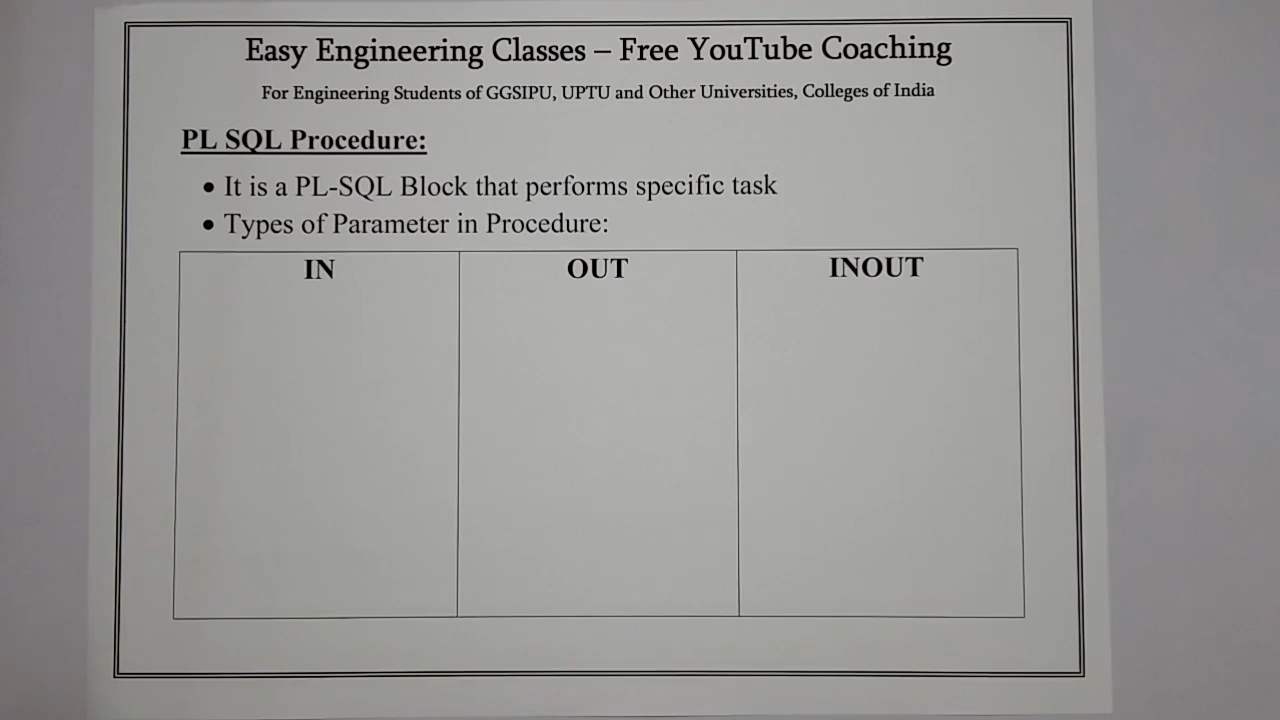 Easy Engineering Classes – Free YouTube Coaching
For Engineering Students of GGSIPU, UPTU and Other Universities, Colleges of India
PL SQL Procedure:
• It is a PL-SQL Block that performs specific task
• Types of Parameter in Procedure:
IN OUT INOUT